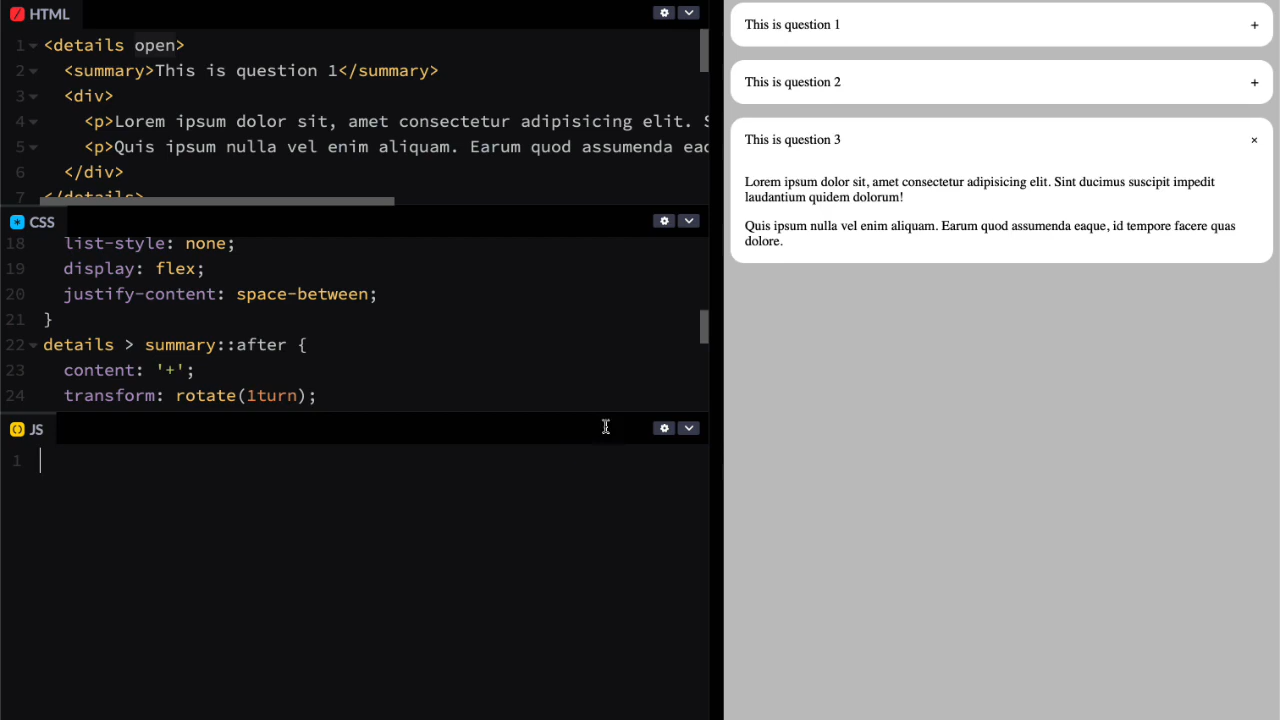 HTML
1 <details open>
2 <summary>This is question 1</summary>
3 <div>
4 <p>Lorem ipsum dolor sit, amet consectetur adipisicing elit. S
5 <p>Quis ipsum nulla vel enim aliquam. Earum quod assumenda eac
6 </div>
7 </details>
CSS
18 list-style: none;
19 display: flex;
20 justify-content: space-between;
21 }
22 details > summary::after {
23 content: '+';
24 transform: rotate(1turn);
JS
1
This is question 1 +
This is question 2 +
This is question 3 ×
Lorem ipsum dolor sit, amet consectetur adipisicing elit. Sint ducimus suscipit impedit
laudantium quidem dolorum!
Quis ipsum nulla vel enim aliquam. Earum quod assumenda eaque, id tempore facere quas
dolore.